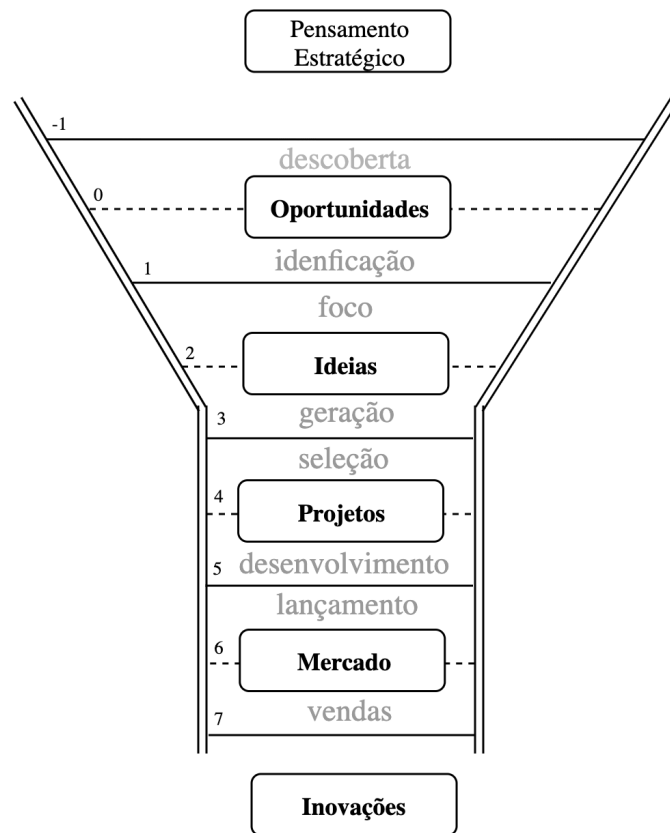 Pensamento
Estratégico
-1
descoberta
0
Oportunidades
idenficação
1
foco
2
Ideias
geração
3
seleção
4
Projetos
desenvolvimento
5
lançamento
6
Mercado
vendas
7
Inovações